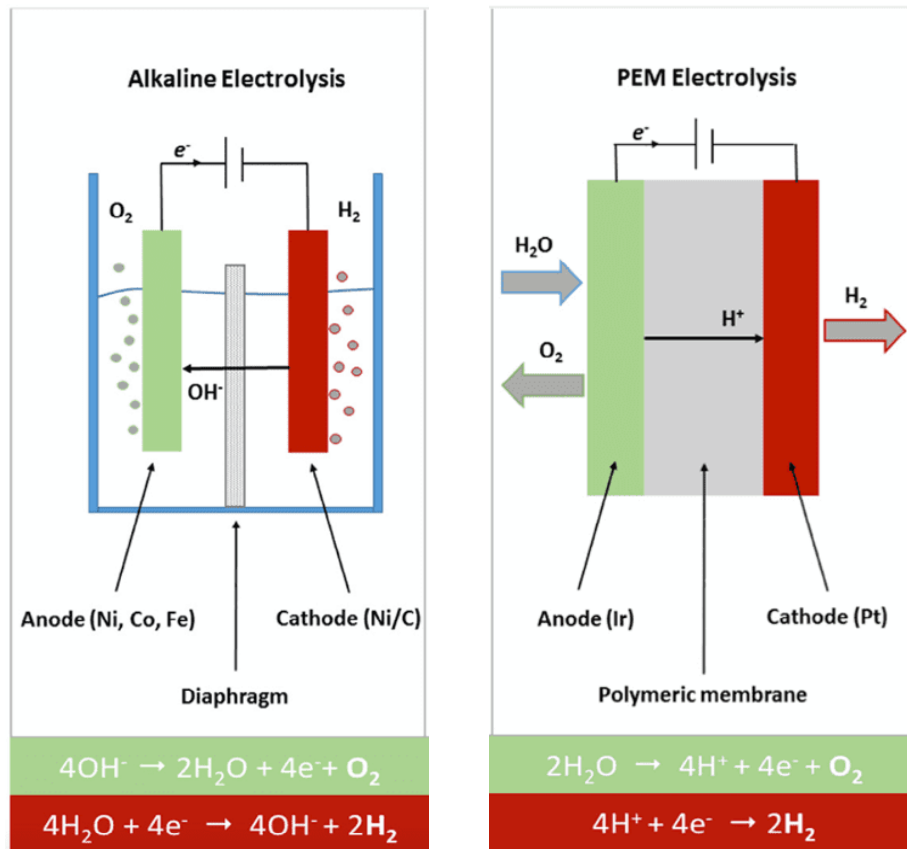 Alkaline Electrolysis
e⁻
O₂
H₂
OH⁻
Anode (Ni, Co, Fe)
Cathode (Ni/C)
Diaphragm
4OH⁻ → 2H₂O + 4e⁻+ O₂
4H₂O + 4e⁻ → 4OH⁻ + 2H₂
PEM Electrolysis
e⁻
H₂O
H₂
H⁺
O₂
Anode (Ir)
Cathode (Pt)
Polymeric membrane
2H₂O → 4H⁺ + 4e⁻ + O₂
4H⁺ + 4e⁻ → 2H₂